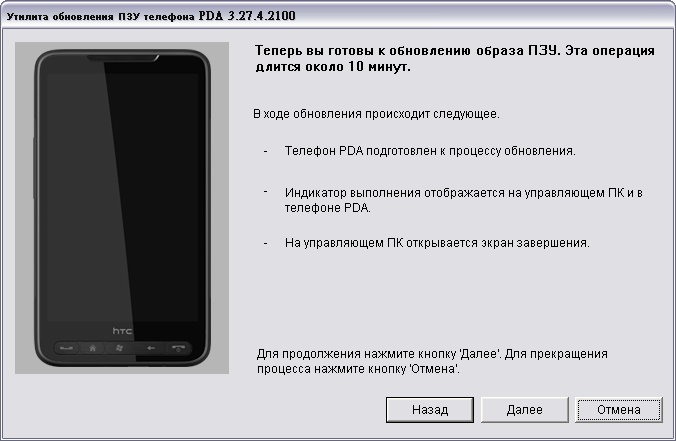 Утилита обновления ПЗУ телефона PDA 3.27.4.2100
Теперь вы готовы к обновлению образа ПЗУ. Эта операция
длится около 10 минут.
В ходе обновления происходит следующее.
- Телефон PDA подготовлен к процессу обновления.
- Индикатор выполнения отображается на управляющем ПК и в
телефоне PDA.
- На управляющем ПК открывается экран завершения.
hTC
Для продолжения нажмите кнопку 'Далее'. Для прекращения
процесса нажмите кнопку 'Отмена'.
Назад Далее Отмена